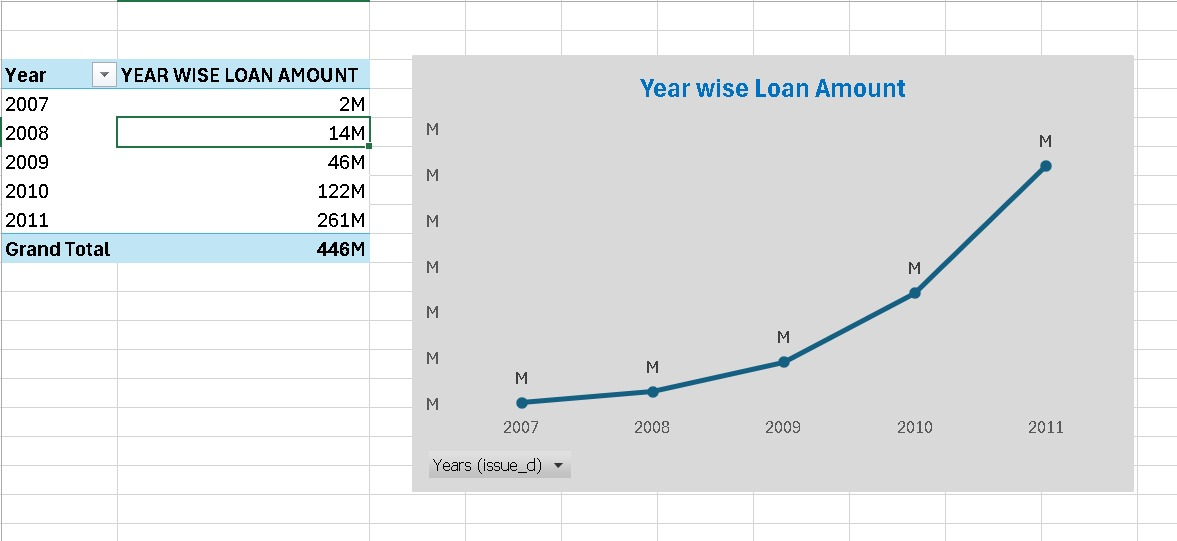 Year YEAR WISE LOAN AMOUNT
2007 2M
2008 14M
2009 46M
2010 122M
2011 261M
Grand Total 446M
Year wise Loan Amount
M
M
M
M
M
M
M
M
M
M
M
M
2007 2008 2009 2010 2011
Years (issue_d)